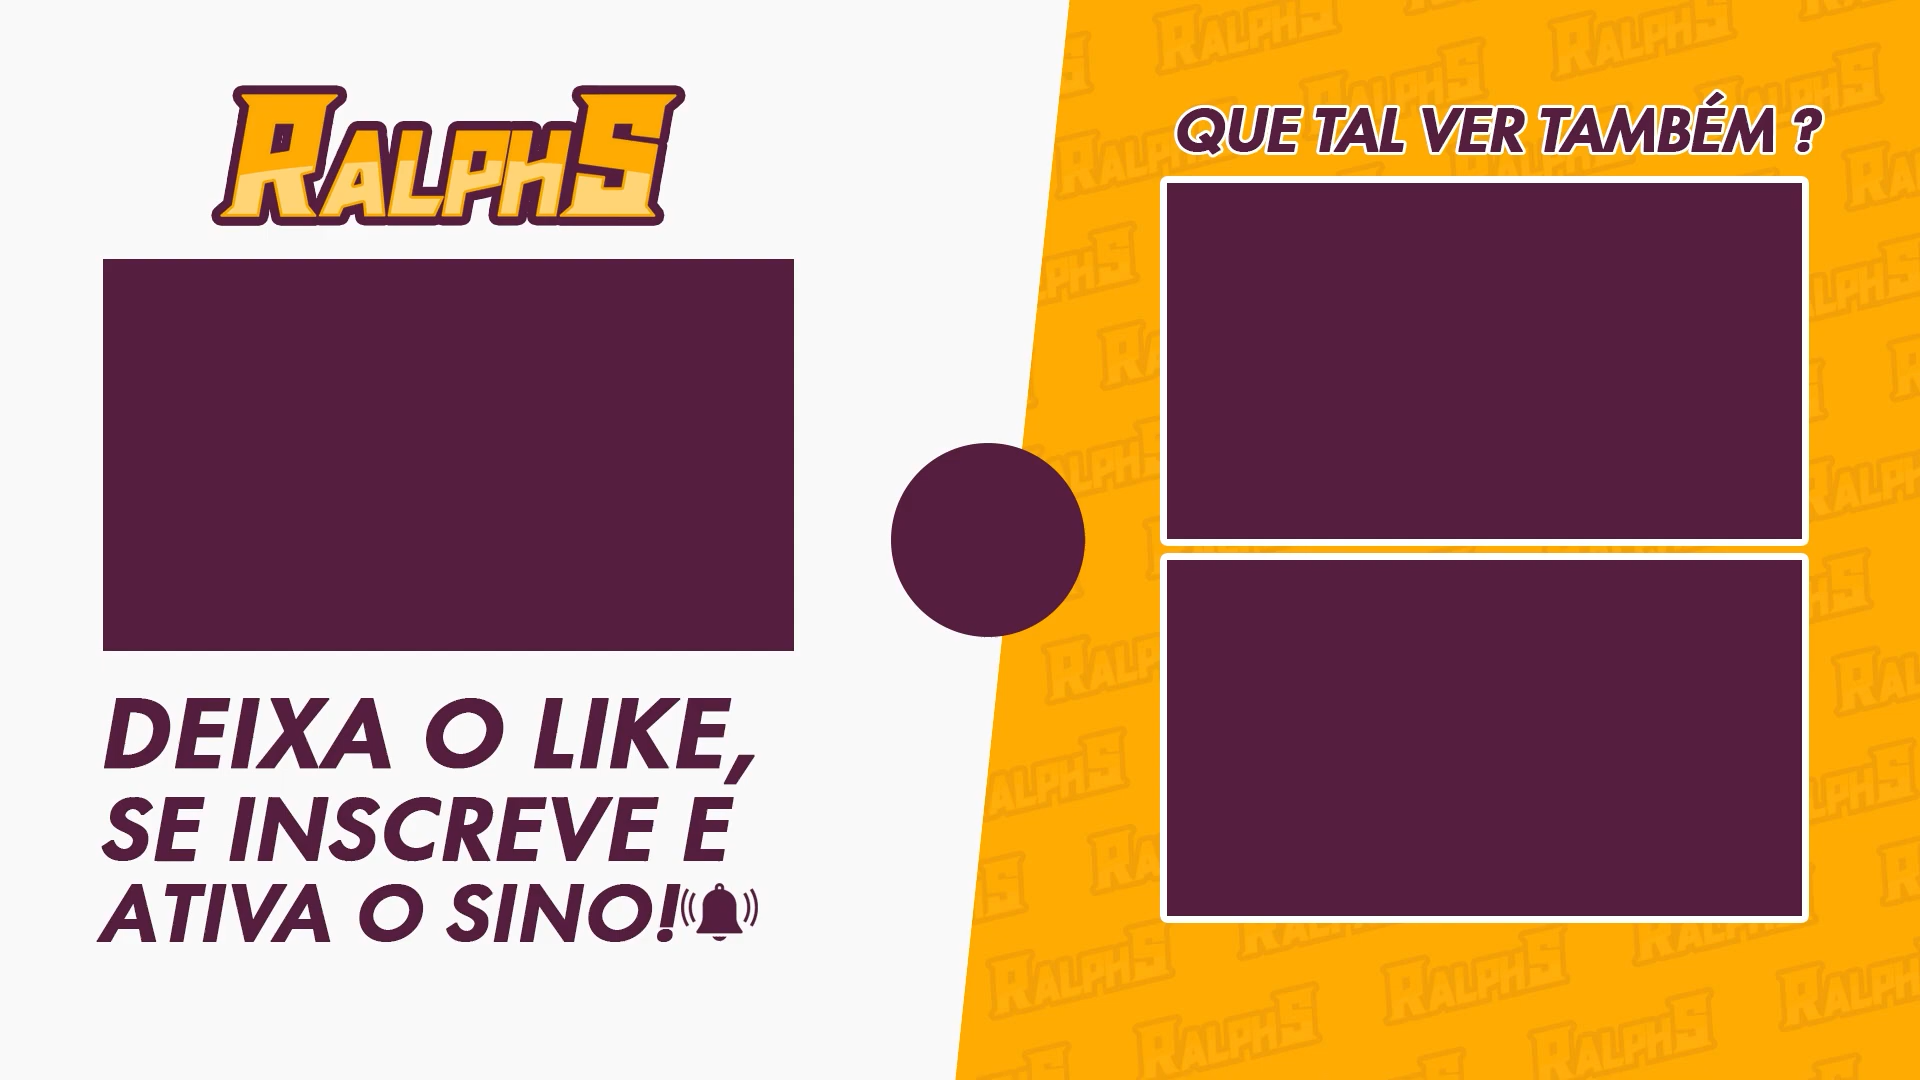 RALPHS
DEIXA O LIKE,
SE INSCREVE E
ATIVA O SINO!
QUE TAL VER TAMBÉM ?